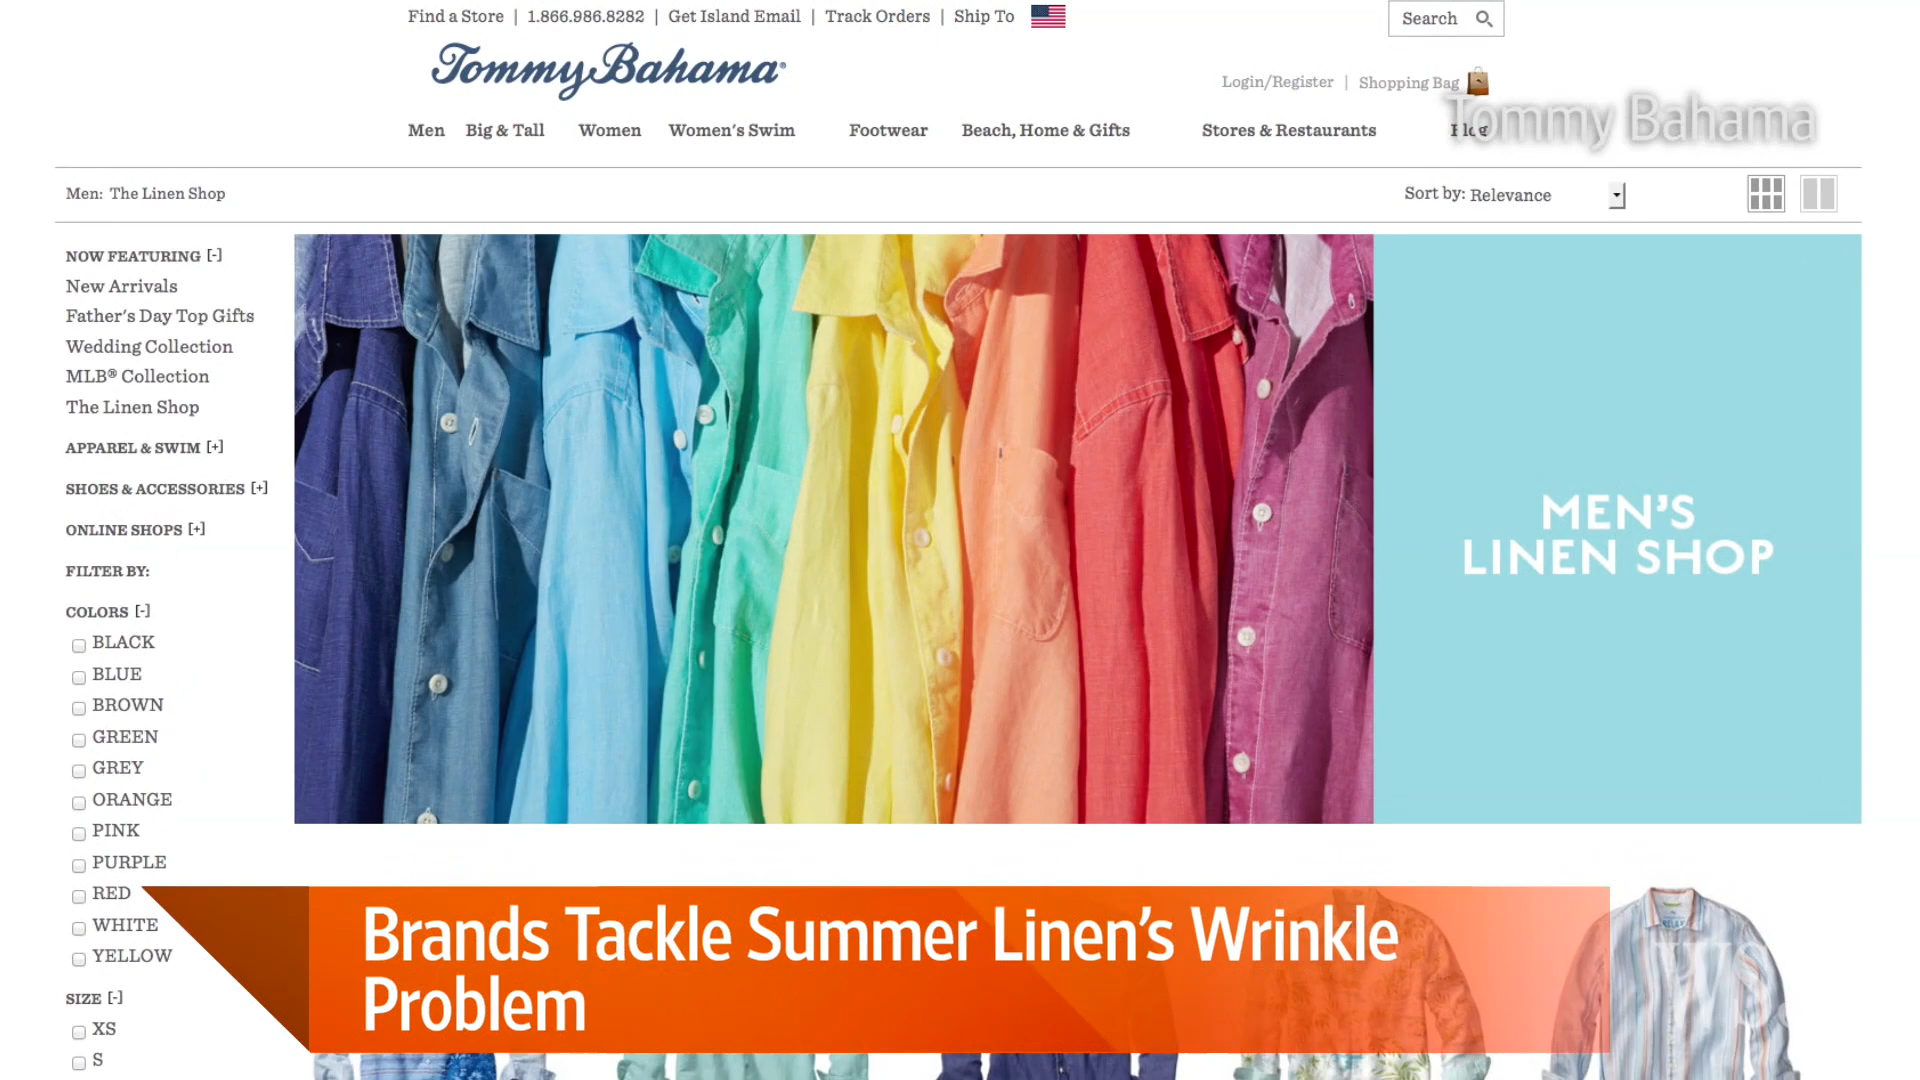 Find a Store | 1.866.986.8282 | Get Island Email | Track Orders | Ship To
Search
Tommy Bahama
Login/Register | Shopping Bag
Tommy Bahama
Men Big & Tall Women Women's Swim Footwear Beach, Home & Gifts Stores & Restaurants Blog
Men: The Linen Shop
Sort by: Relevance
NOW FEATURING [-]
New Arrivals
Father's Day Top Gifts
Wedding Collection
MLB® Collection
The Linen Shop
APPAREL & SWIM [+]
SHOES & ACCESSORIES [+]
ONLINE SHOPS [+]
FILTER BY:
COLORS [-]
BLACK
BLUE
BROWN
GREEN
GREY
ORANGE
PINK
PURPLE
RED
WHITE
YELLOW
SIZE [-]
XS
S
MEN'S
LINEN SHOP
Brands Tackle Summer Linen's Wrinkle
Problem